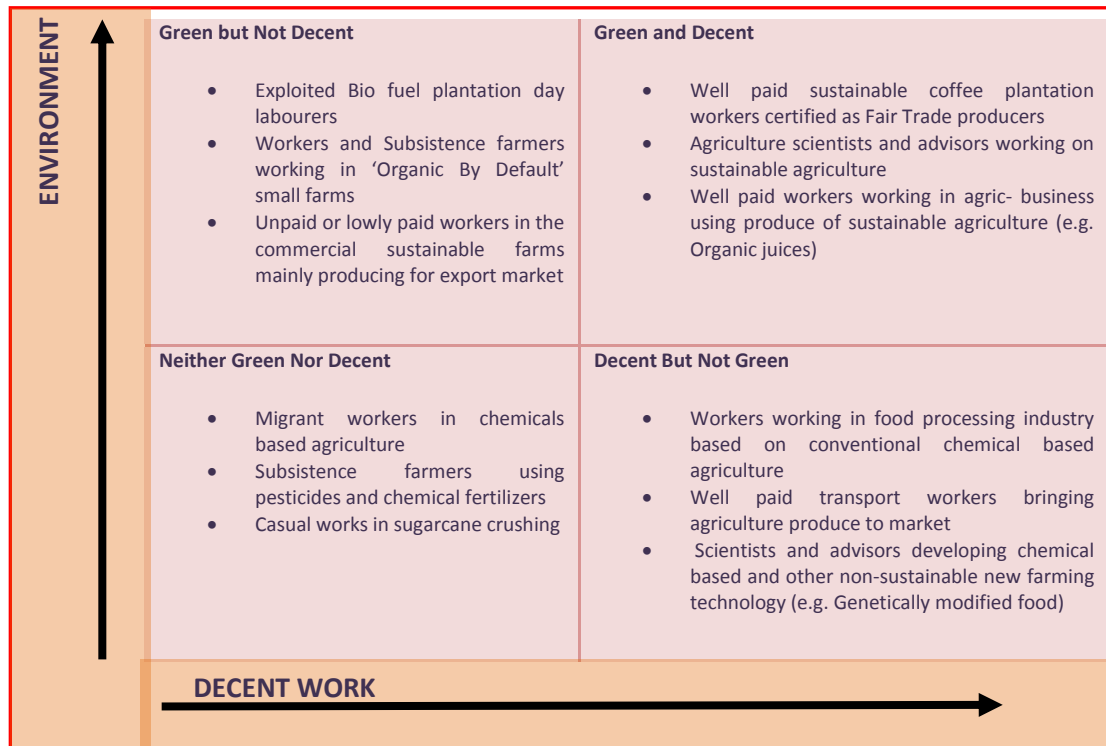 ENVIRONMENT
Green but Not Decent
• Exploited Bio fuel plantation day
labourers
• Workers and Subsistence farmers
working in ‘Organic By Default’
small farms
• Unpaid or lowly paid workers in the
commercial sustainable farms
mainly producing for export market
Green and Decent
• Well paid sustainable coffee plantation
workers certified as Fair Trade producers
• Agriculture scientists and advisors working on
sustainable agriculture
• Well paid workers working in agric- business
using produce of sustainable agriculture (e.g.
Organic juices)
Neither Green Nor Decent
• Migrant workers in chemicals
based agriculture
• Subsistence farmers using
pesticides and chemical fertilizers
• Casual works in sugarcane crushing
Decent But Not Green
• Workers working in food processing industry
based on conventional chemical based
agriculture
• Well paid transport workers bringing
agriculture produce to market
• Scientists and advisors developing chemical
based and other non-sustainable new farming
technology (e.g. Genetically modified food)
DECENT WORK